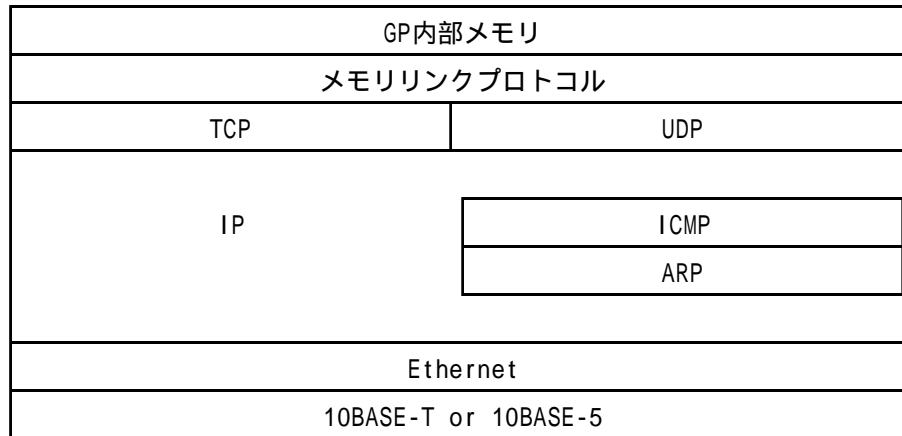 GP内部メモリ
メモリリンクプロトコル
TCP UDP
IP ICMP
ARP
Ethernet
10BASE-T or 10BASE-5